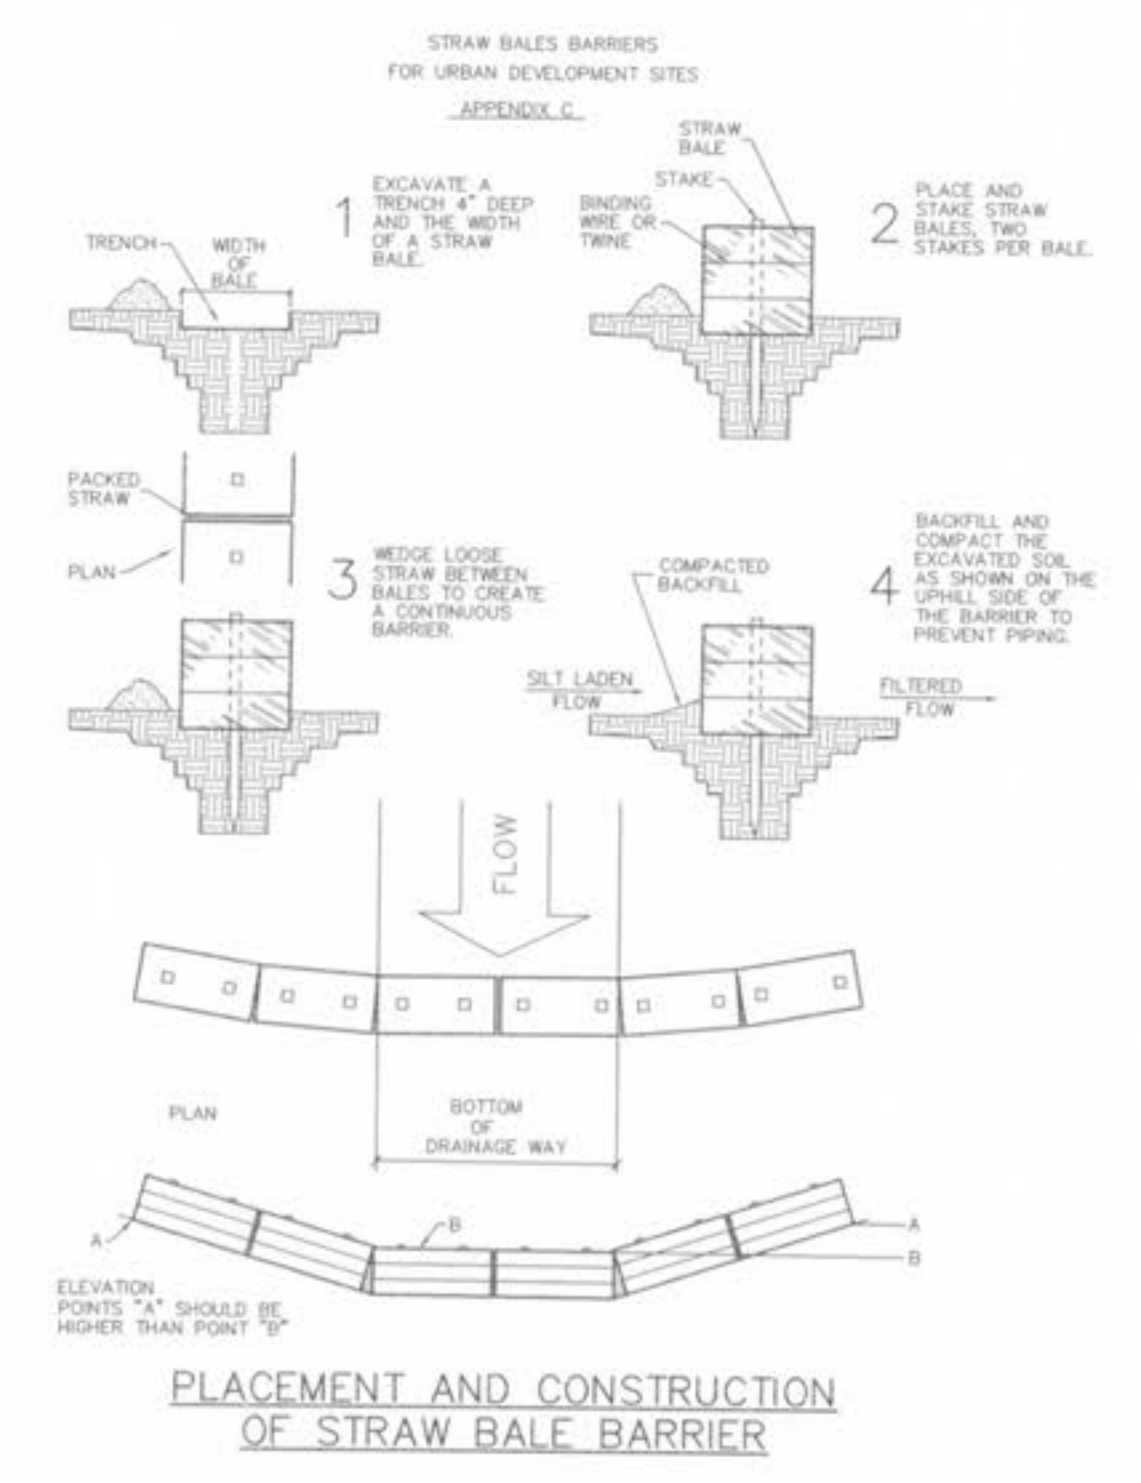 STRAW BALES BARRIERS
FOR URBAN DEVELOPMENT SITES
APPENDIX C
1
EXCAVATE A
TRENCH 4" DEEP
AND THE WIDTH
OF A STRAW
BALE.
TRENCH
WIDTH
OF
BALE
STRAW
BALE
STAKE
BINDING
WIRE OR
TWINE
2
PLACE AND
STAKE STRAW
BALES, TWO
STAKES PER BALE.
PACKED
STRAW
PLAN
3
WEDGE LOOSE
STRAW BETWEEN
BALES TO CREATE
A CONTINUOUS
BARRIER.
COMPACTED
BACKFILL
4
BACKFILL AND
COMPACT THE
EXCAVATED SOIL
AS SHOWN ON THE
UPHILL SIDE OF
THE BARRIER TO
PREVENT PIPING.
SILT LADEN
FLOW
FILTERED
FLOW
FLOW
PLAN
BOTTOM
OF
DRAINAGE WAY
A
B
A
B
ELEVATION
POINTS "A" SHOULD BE
HIGHER THAN POINT "B"
PLACEMENT AND CONSTRUCTION
OF STRAW BALE BARRIER